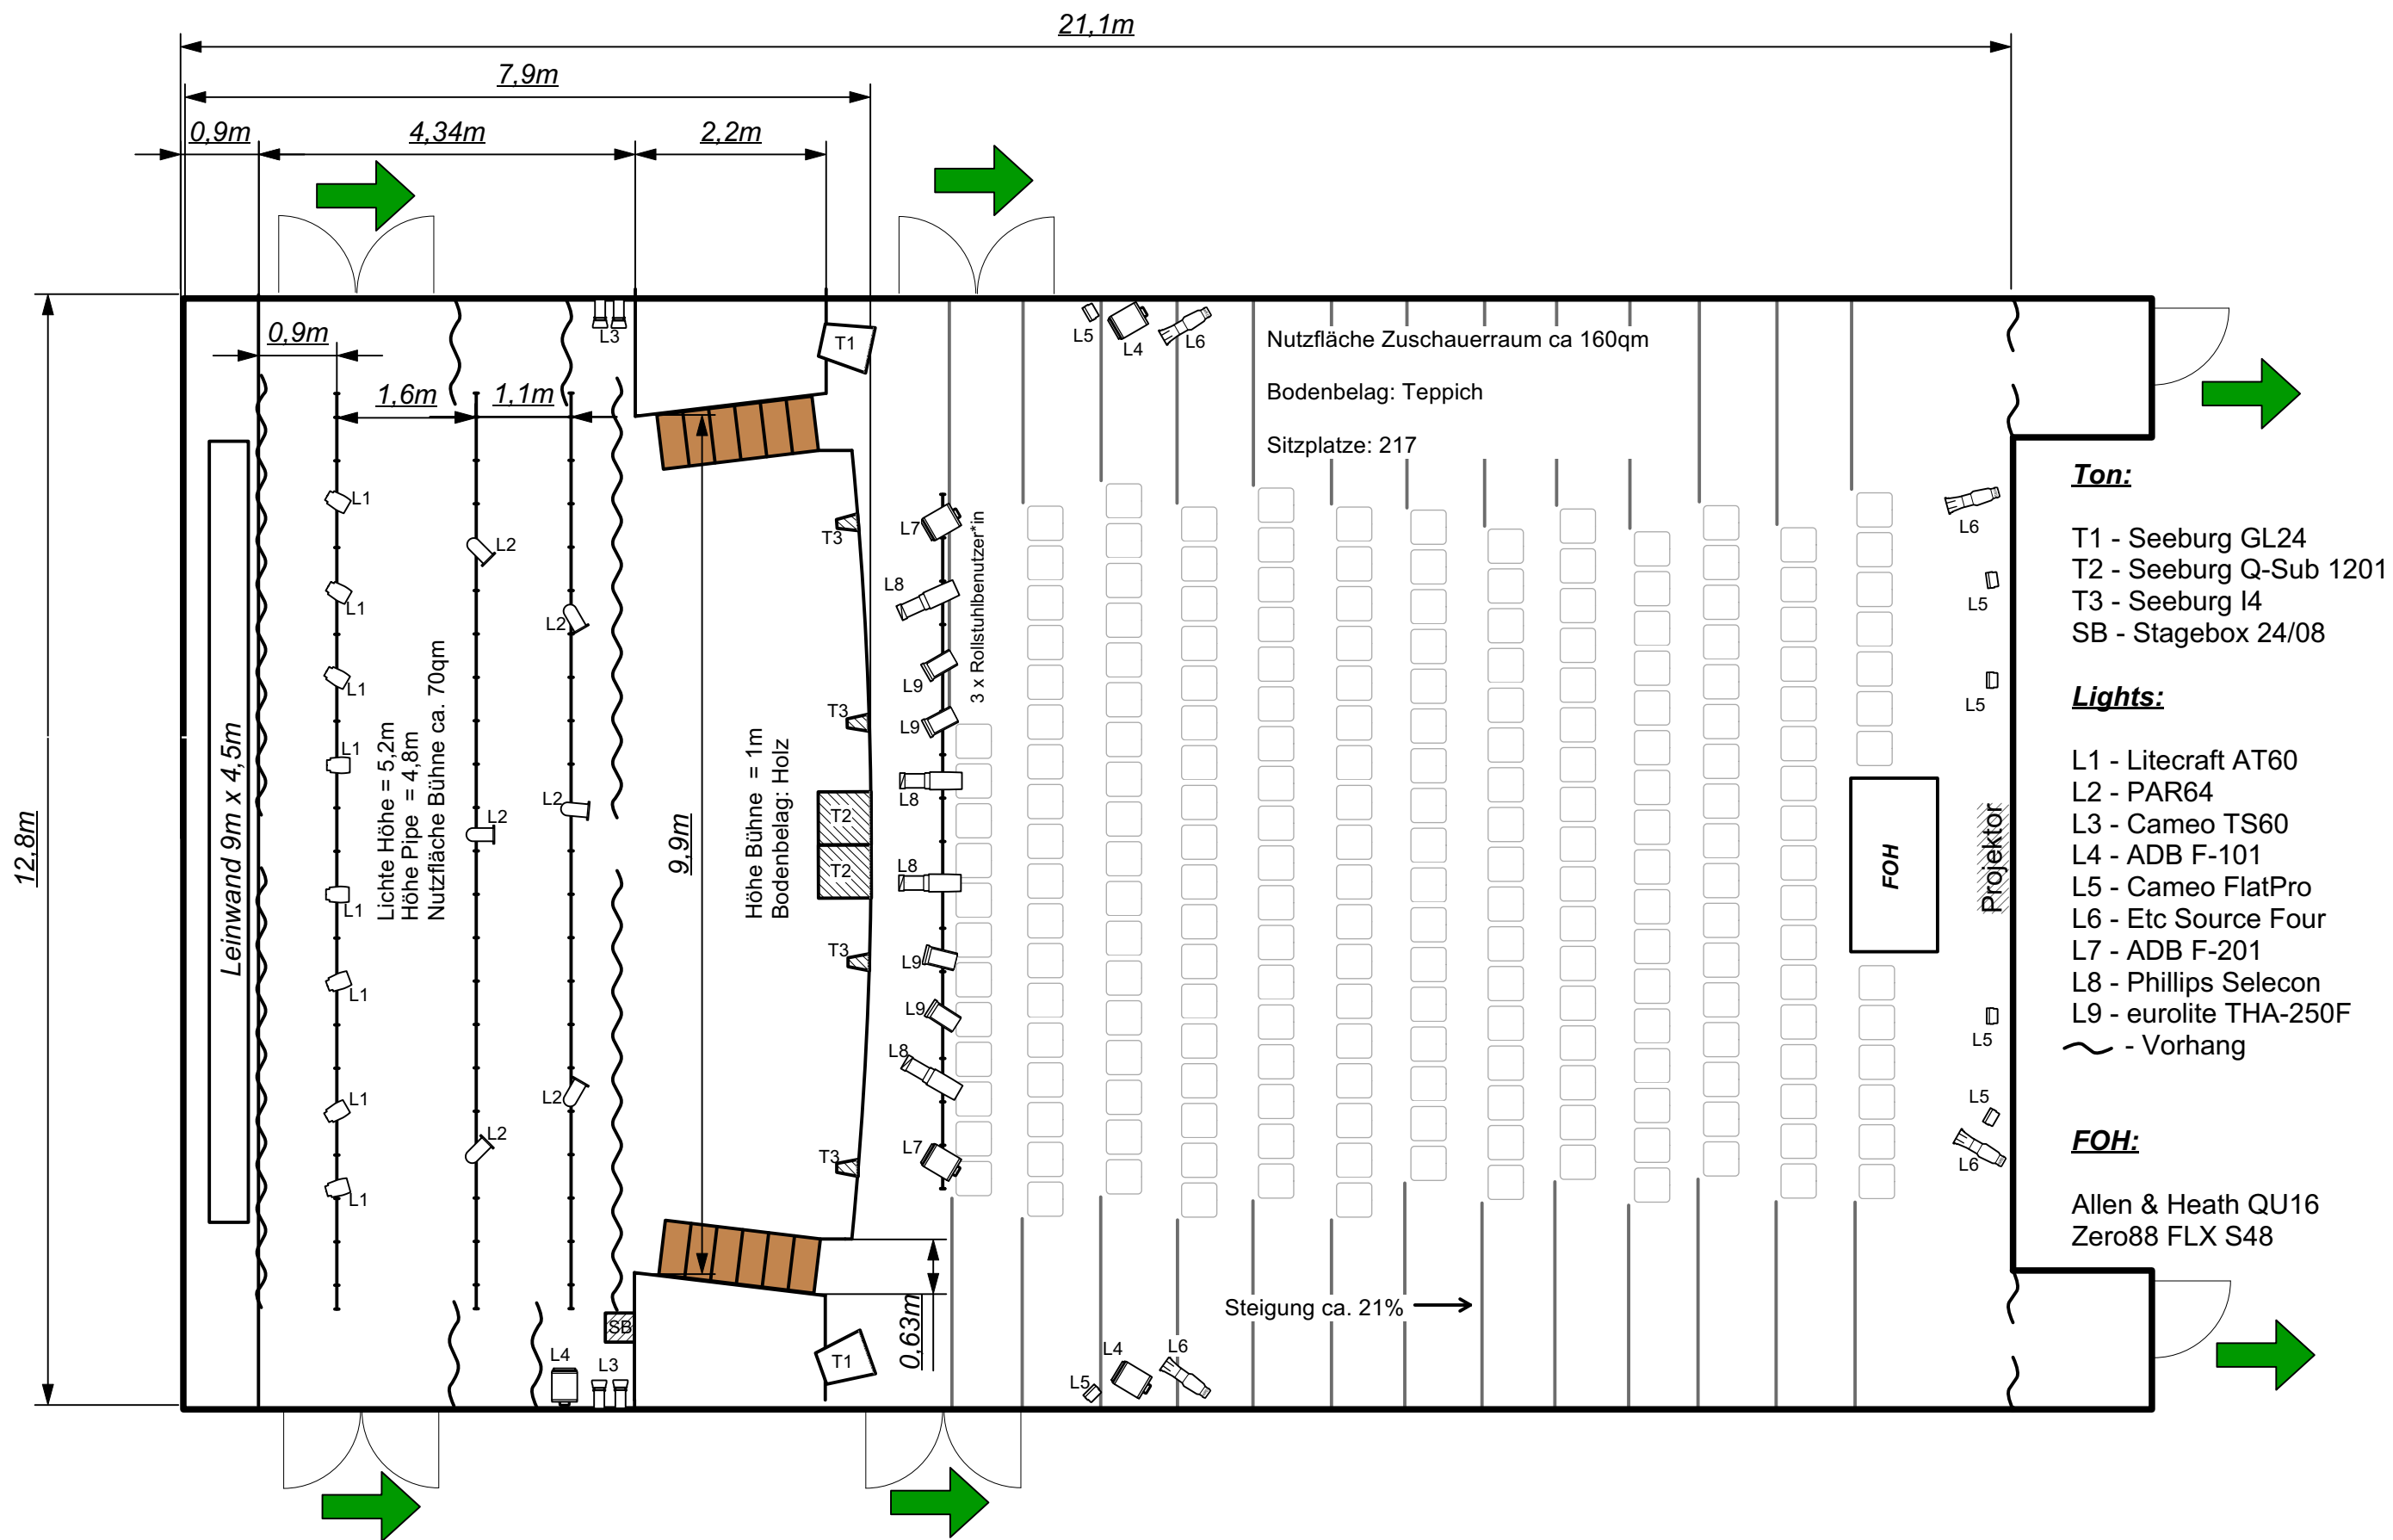 21,1m
7,9m
0,9m
4,34m
2,2m
12,8m
0,9m
1,6m
1,1m
L3
T1
L5
L4
L6
Nutzfläche Zuschauerraum ca 160qm
Bodenbelag: Teppich
Sitzplatze: 217
Leinwand 9m x 4,5m
L1
L1
L1
L1
L1
L1
L1
L1
Lichte Höhe = 5,2m
Höhe Pipe = 4,8m
Nutzfläche Bühne ca. 70qm
L2
L2
L2
L2
L2
L2
9,9m
Höhe Bühne = 1m
Bodenbelag: Holz
T3
T3
T2
T2
T3
T3
L7
L8
L9
L9
L8
L8
L9
L9
L8
L7
3 x Rollstuhlbenutzer*in
FOH
Projektor
L6
L5
L5
L5
L5
L6
0,63m
Steigung ca. 21%
SB
L4
L3
T1
L5
L4
L6
Ton:
T1 - Seeburg GL24
T2 - Seeburg Q-Sub 1201
T3 - Seeburg I4
SB - Stagebox 24/08
Lights:
L1 - Litecraft AT60
L2 - PAR64
L3 - Cameo TS60
L4 - ADB F-101
L5 - Cameo FlatPro
L6 - Etc Source Four
L7 - ADB F-201
L8 - Phillips Selecon
L9 - eurolite THA-250F
- Vorhang
FOH:
Allen & Heath QU16
Zero88 FLX S48